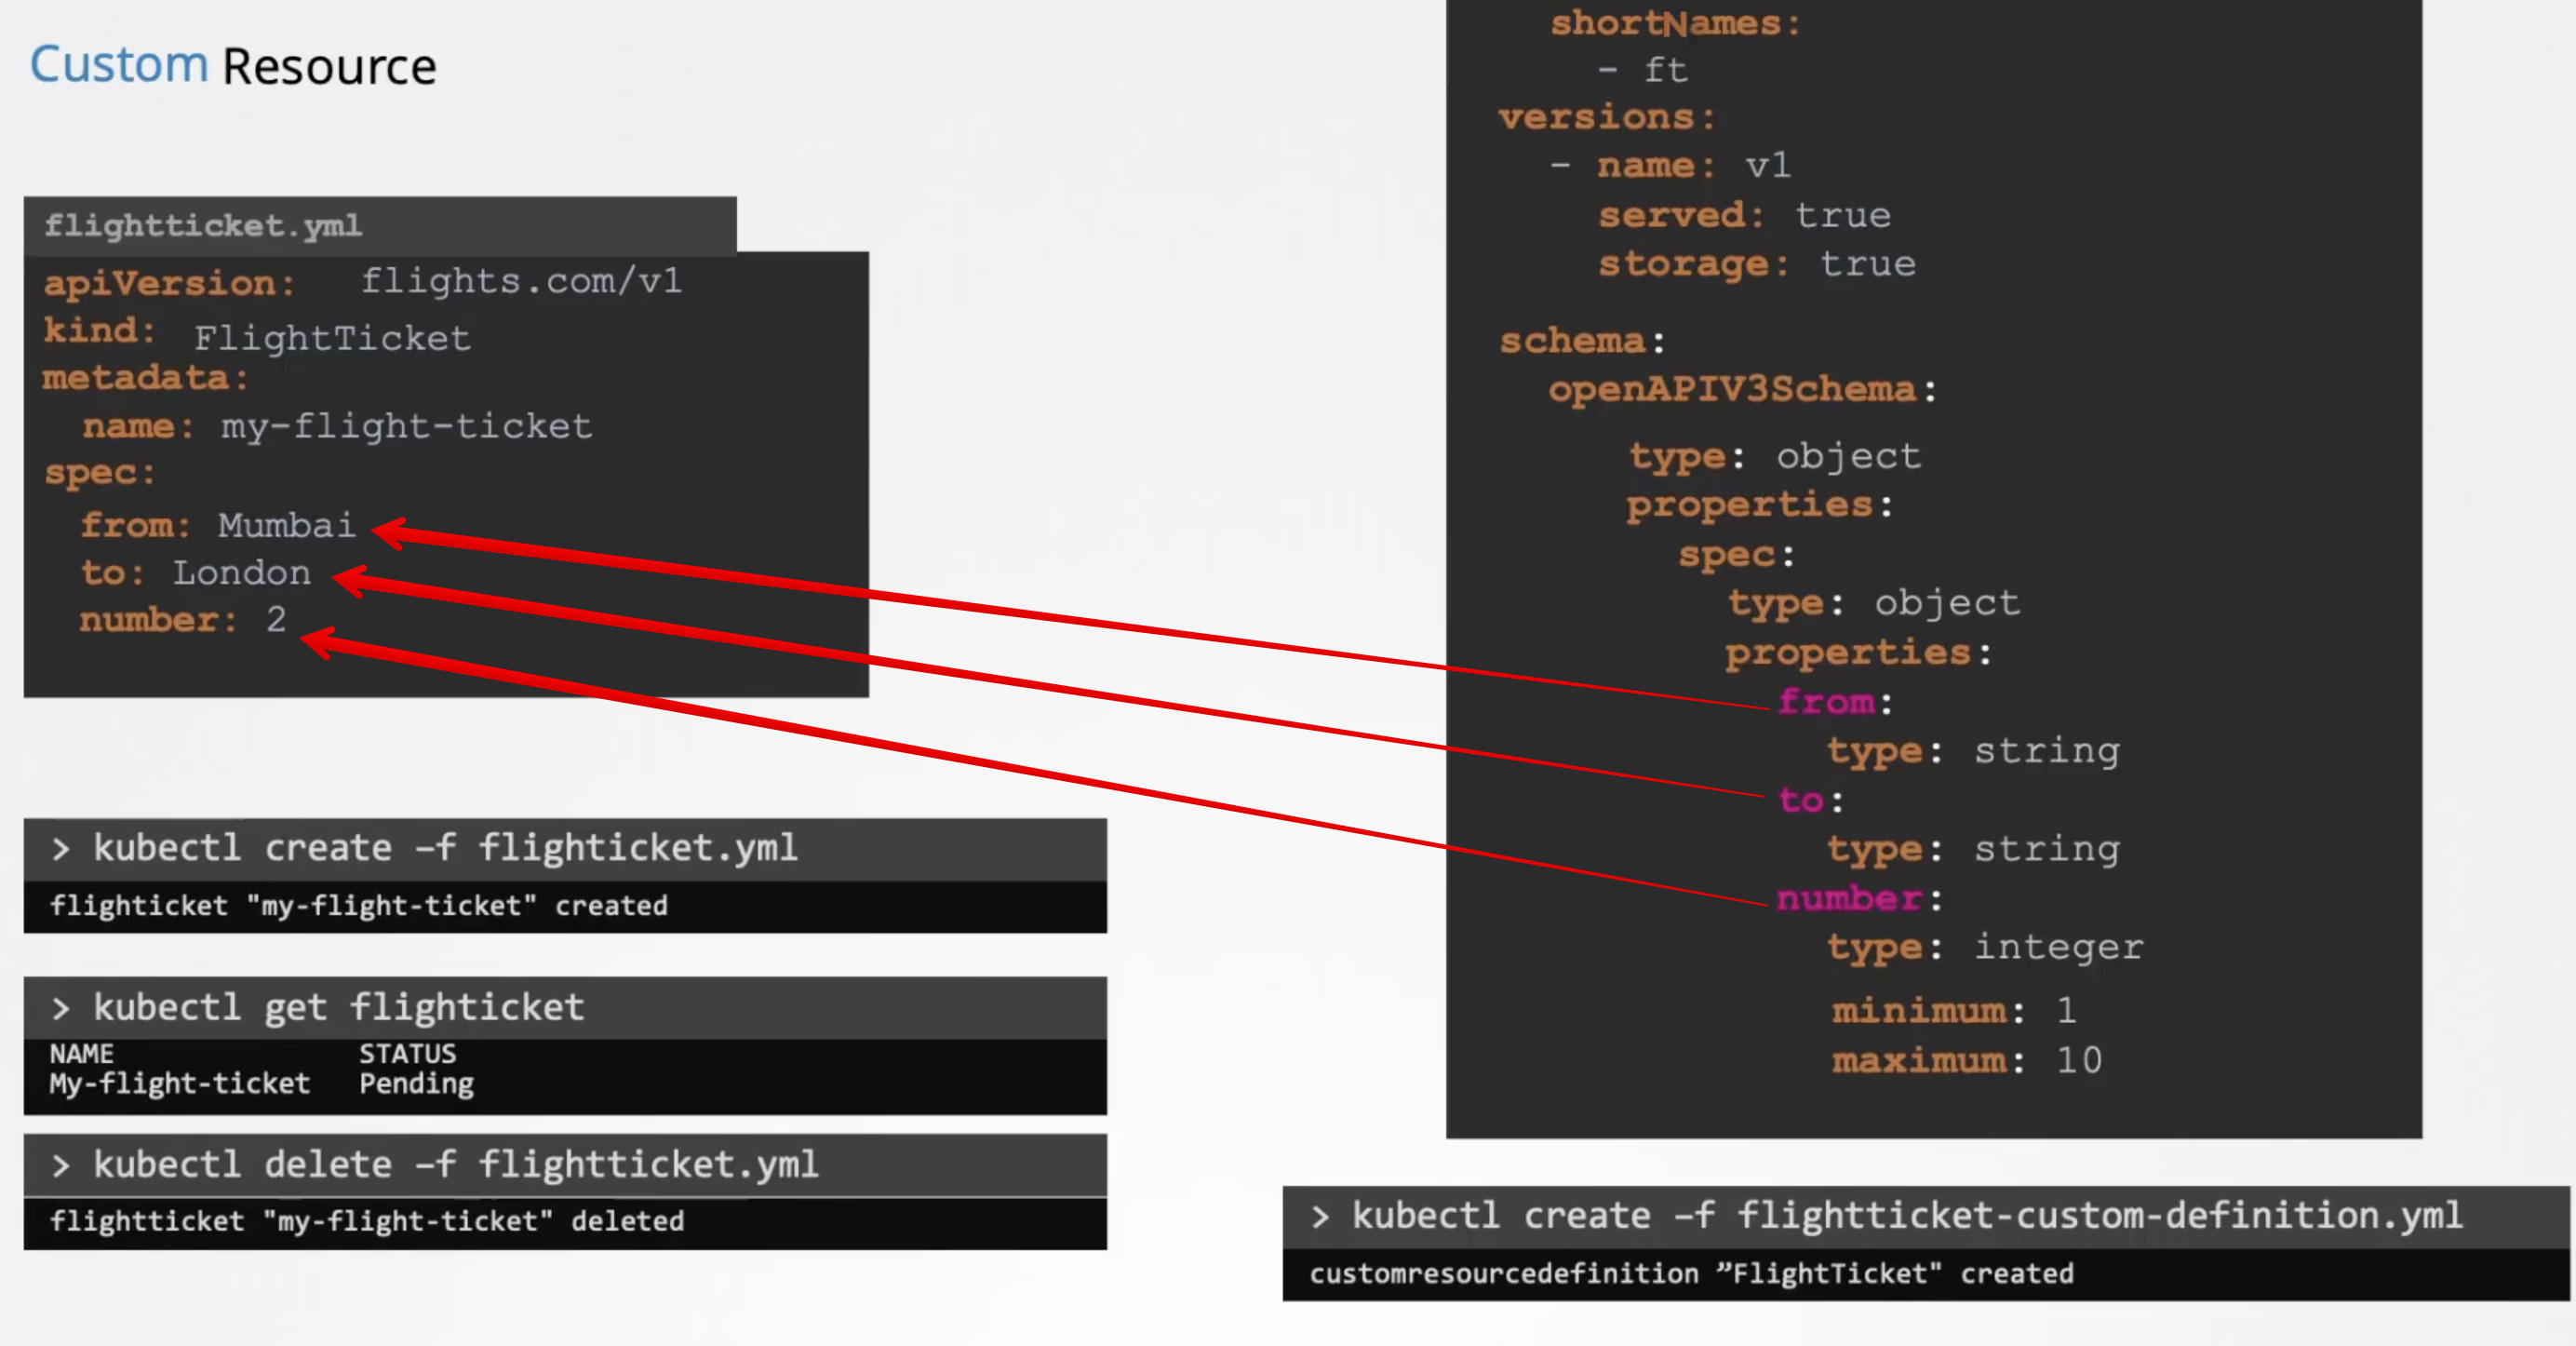 Custom Resource
flightticket.yml
apiVersion: flights.com/v1
kind: FlightTicket
metadata:
name: my-flight-ticket
spec:
from: Mumbai
to: London
number: 2
> kubectl create –f flighticket.yml
flighticket "my-flight-ticket" created
> kubectl get flighticket
NAME STATUS
My-flight-ticket Pending
> kubectl delete –f flightticket.yml
flightticket "my-flight-ticket" deleted
shortNames:
- ft
versions:
- name: v1
served: true
storage: true
schema:
openAPIV3Schema:
type: object
properties:
spec:
type: object
properties:
from:
type: string
to:
type: string
number:
type: integer
minimum: 1
maximum: 10
> kubectl create –f flightticket-custom-definition.yml
customresourcedefinition ”FlightTicket" created